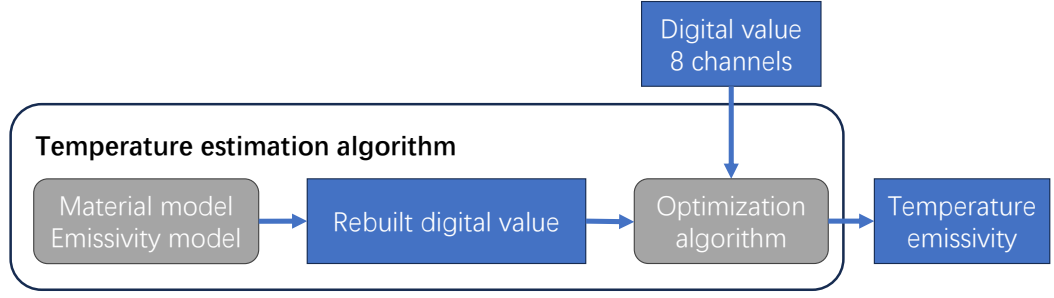 Digital value
8 channels
Temperature estimation algorithm
Material model
Emissivity model
Rebuilt digital value
Optimization
algorithm
Temperature
emissivity